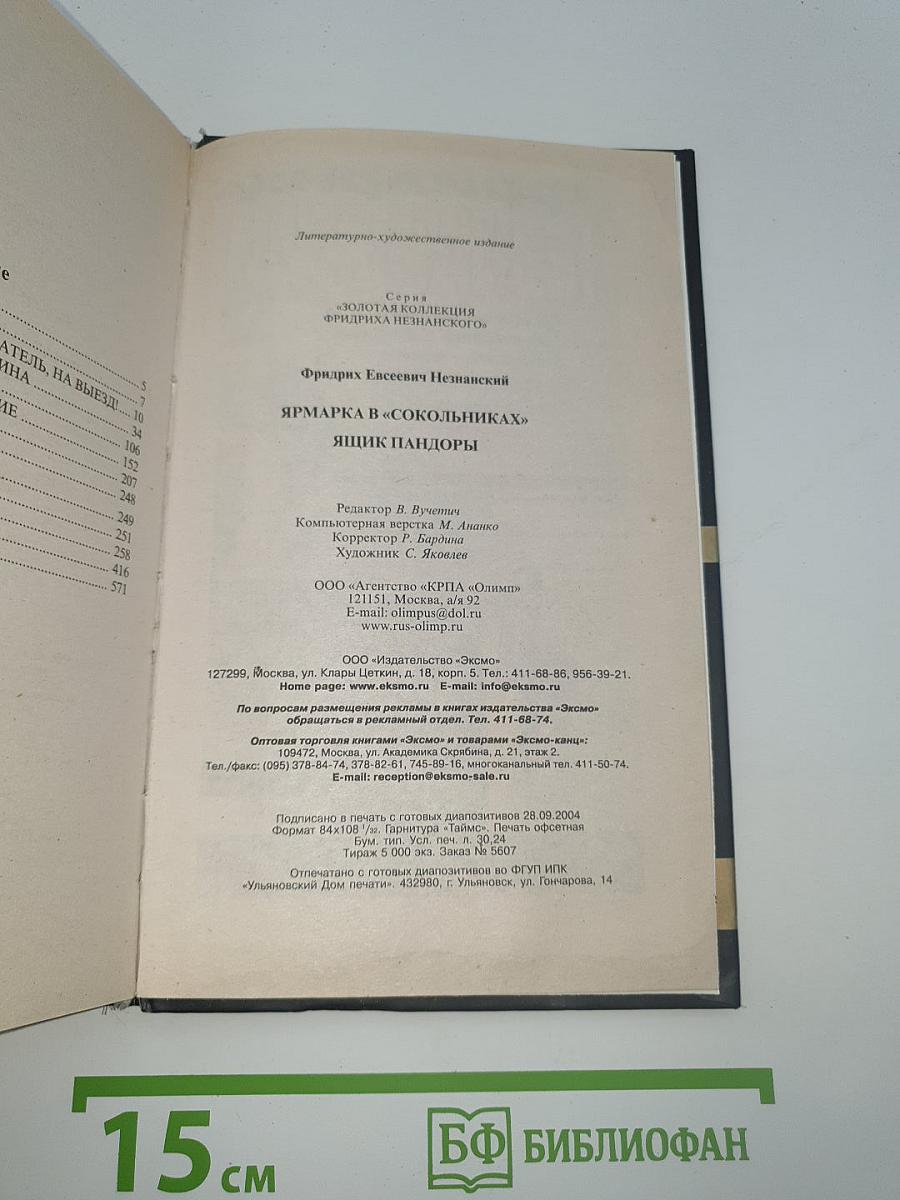 е
5
7
АТЕЛЬ, НА ВЫЕЗД! 10
ИНА 34
106
ИЕ 152
207
248
249
251
258
416
571
Литературно-художественное издание
Серия
«ЗОЛОТАЯ КОЛЛЕКЦИЯ
ФРИДРИХА НЕЗНАНСКОГО»
Фридрих Евсеевич Незнанский
ЯРМАРКА В «СОКОЛЬНИКАХ»
ЯЩИК ПАНДОРЫ
Редактор В. Вучетич
Компьютерная верстка М. Ананко
Корректор Р. Бардина
Художник С. Яковлев
ООО «Агентство «КРПА «Олимп»
121151, Москва, а/я 92
E-mail: olimpus@dol.ru
www.rus-olimp.ru
ООО «Издательство «Эксмо»
127299, Москва, ул. Клары Цеткин, д. 18, корп. 5. Тел.: 411-68-86, 956-39-21.
Home page: www.eksmo.ru E-mail: info@eksmo.ru
По вопросам размещения рекламы в книгах издательства «Эксмо»
обращаться в рекламный отдел. Тел. 411-68-74.
Оптовая торговля книгами «Эксмо» и товарами «Эксмо-канц»:
109472, Москва, ул. Академика Скрябина, д. 21, этаж 2.
Тел./факс: (095) 378-84-74, 378-82-61, 745-89-16, многоканальный тел. 411-50-74.
E-mail: reception@eksmo-sale.ru
Подписано в печать с готовых диапозитивов 28.09.2004
Формат 84x108 1/32. Гарнитура «Таймс». Печать офсетная
Бум. тип. Усл. печ. л. 30,24
Тираж 5 000 экз. Заказ № 5607
Отпечатано с готовых диапозитивов во ФГУП ИПК
«Ульяновский Дом печати». 432980, г. Ульяновск, ул. Гончарова, 14
15 см
БФ БИБЛИОФАН